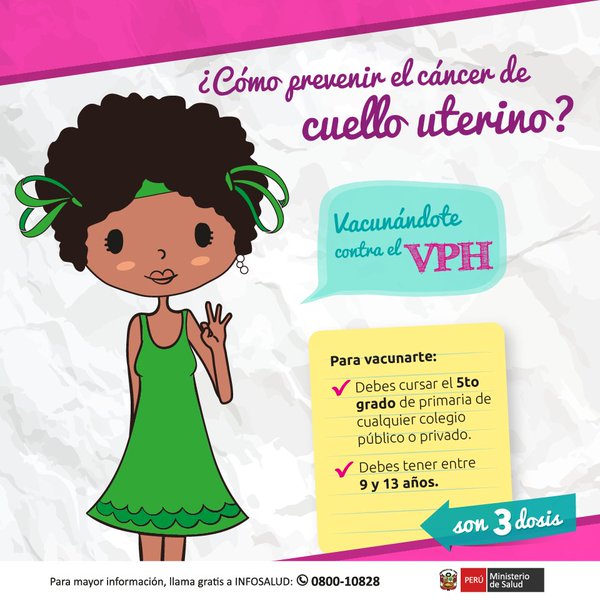 ¿Cómo prevenir el cáncer de
cuello uterino?
Vacunándote
contra el VPH
Para vacunarte:
Debes cursar el 5to
grado de primaria de
cualquier colegio
público o privado.
Debes tener entre
9 y 13 años.
son 3 dosis
Para mayor información, llama gratis a INFOSALUD: 0800-10828
PERÚ
Ministerio
de Salud